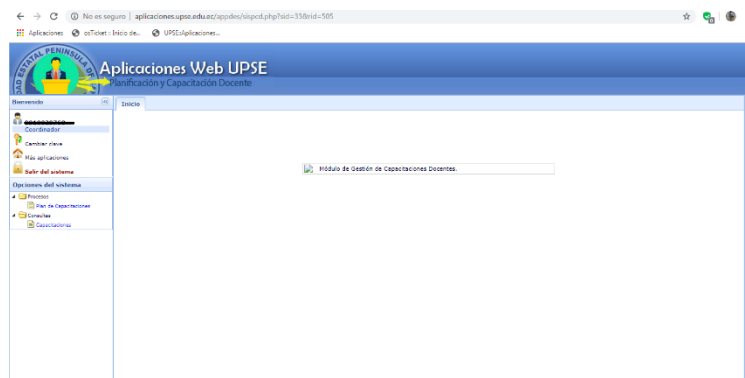 No es seguro | aplicaciones.upse.edu.ec/appdes/sispcd.php?sid=33&rid=505
Aplicaciones osTicket :: Inicio de... UPSE:Aplicaciones...
Aplicaciones Web UPSE
Planificación y Capacitación Docente
Bienvenido
Inicio
Coordinador
Cambiar clave
Más aplicaciones
Salir del sistema
Módulo de Gestión de Capacitaciones Docentes.
Opciones del sistema
Procesos
Plan de Capacitaciones
Consultas
Capacitaciones